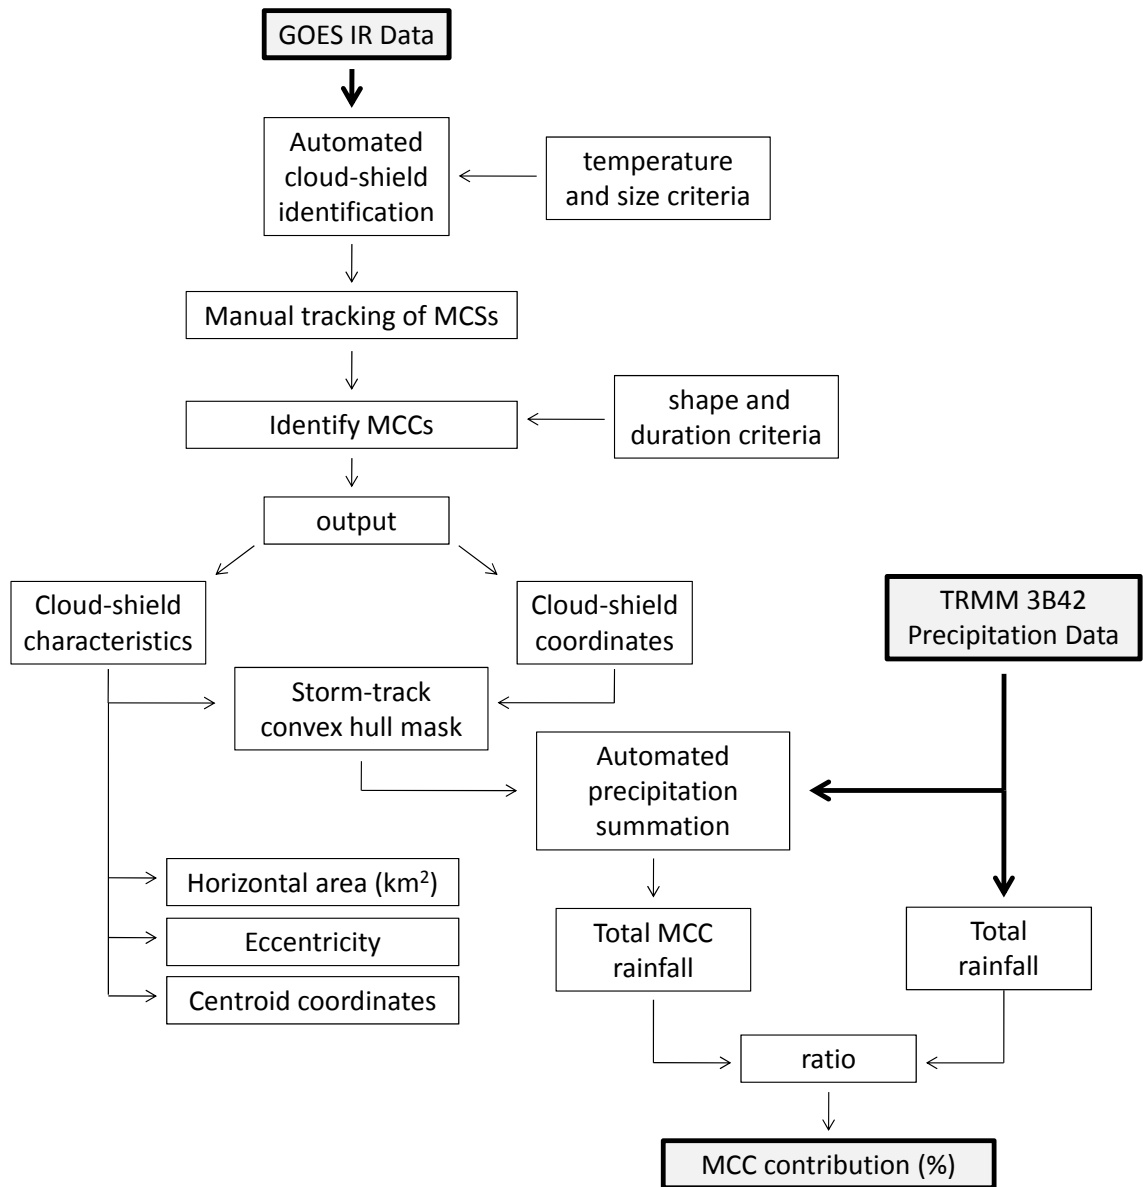 GOES IR Data
Automated
cloud-shield
identification
temperature
and size criteria
Manual tracking of MCSs
Identify MCCs
shape and
duration criteria
output
Cloud-shield
characteristics
Cloud-shield
coordinates
TRMM 3B42
Precipitation Data
Storm-track
convex hull mask
Automated
precipitation
summation
Horizontal area (km²)
Eccentricity
Centroid coordinates
Total MCC
rainfall
Total
rainfall
ratio
MCC contribution (%)